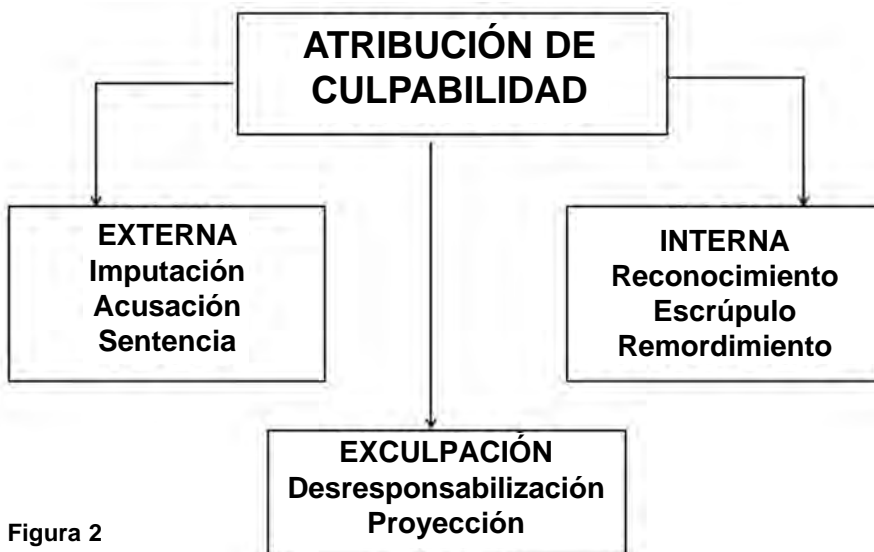 ATRIBUCIÓN DE
CULPABILIDAD
EXTERNA
Imputación
Acusación
Sentencia
INTERNA
Reconocimiento
Escrúpulo
Remordimiento
EXCULPACIÓN
Desresponsabilización
Proyección
Figura 2